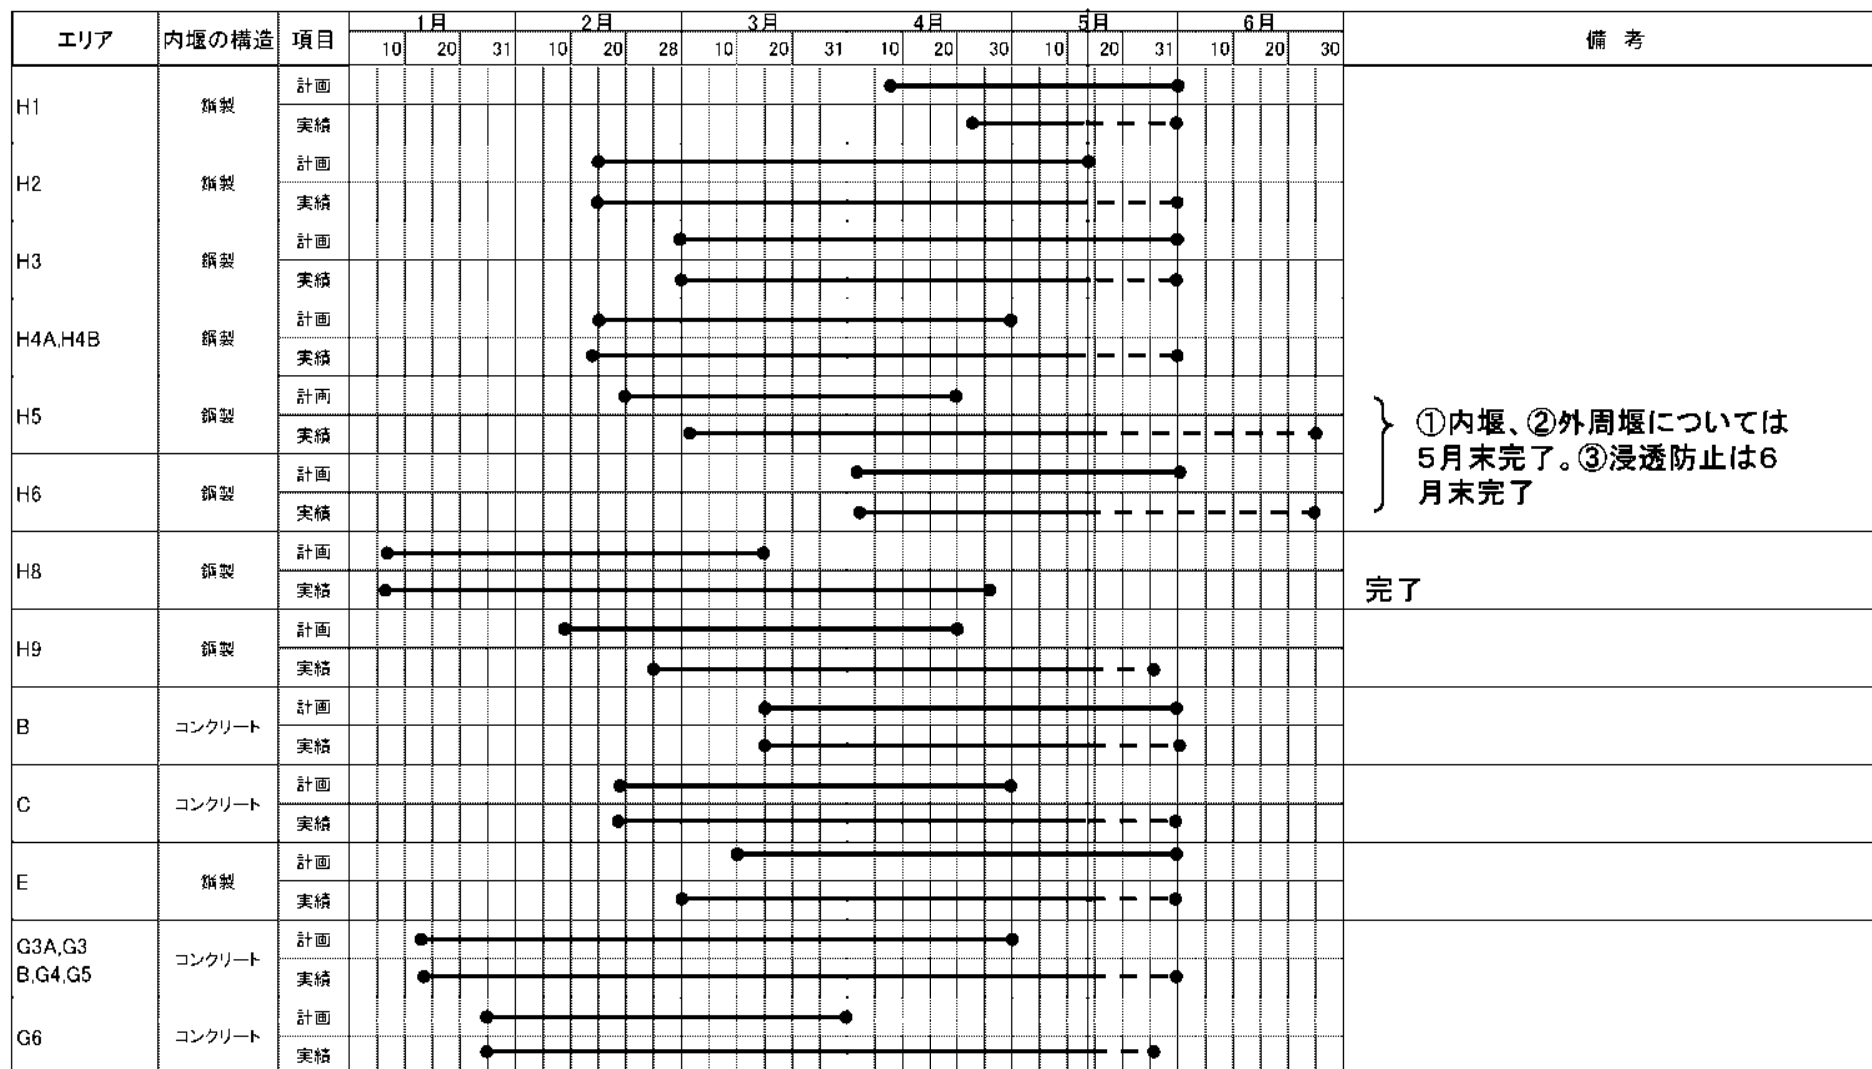 エリア 内堰の構造 項目 1月 2月 3月 4月 5月 6月 備 考
10 20 31 10 20 28 10 20 31 10 20 30 10 20 31 10 20 30
H1 鋼製 計画
実績
H2 鋼製 計画
実績
H3 鋼製 計画
実績
H4A,H4B 鋼製 計画
実績
H5 鋼製 計画
実績
①内堰、②外周堰については
5月末完了。③浸透防止は6
月末完了
H6 鋼製 計画
実績
H8 鋼製 計画
実績 完了
H9 鋼製 計画
実績
B コンクリート 計画
実績
C コンクリート 計画
実績
E 鋼製 計画
実績
G3A,G3 コンクリート 計画
B,G4,G5 実績
G6 コンクリート 計画
実績